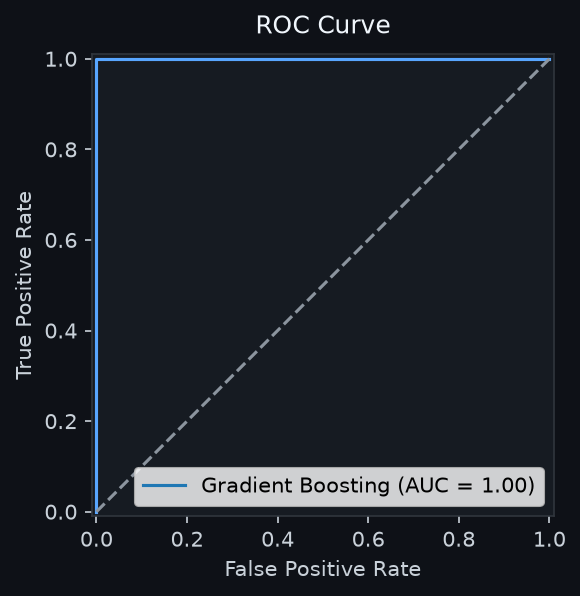 ROC Curve
True Positive Rate
1.0
0.8
0.6
0.4
0.2
0.0
Gradient Boosting (AUC = 1.00)
0.0 0.2 0.4 0.6 0.8 1.0
False Positive Rate